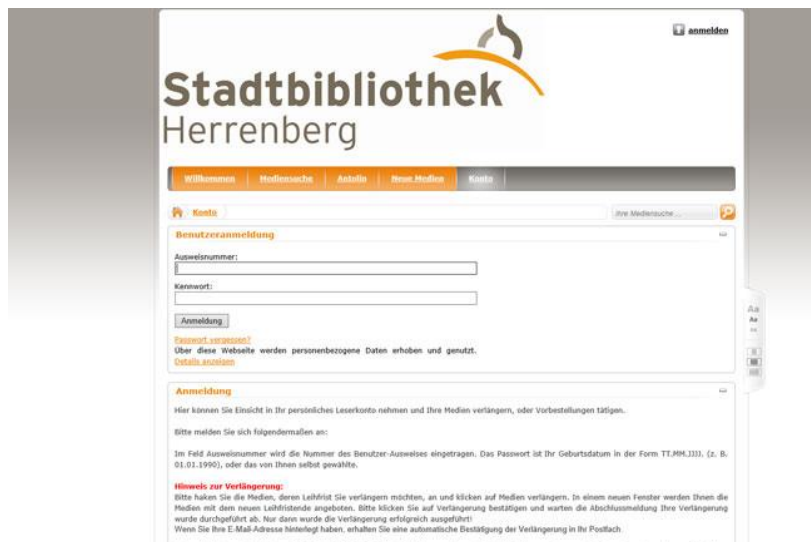 anmelden
Stadtbibliothek
Herrenberg
Willkommen Mediensuche Antolin Neue Medien Konto
Konto
Ihre Mediensuche ...
Benutzeranmeldung
Ausweisnummer:
Kennwort:
Anmeldung
Passwort vergessen?
Über diese Webseite werden personenbezogene Daten erhoben und genutzt.
Details anzeigen
Aa
Aa
Anmeldung
Hier können Sie Einsicht in Ihr persönliches Leserkonto nehmen und Ihre Medien verlängern, oder Vorbestellungen tätigen.
Bitte melden Sie sich folgendermaßen an:
Im Feld Ausweisnummer wird die Nummer des Benutzer-Ausweises eingetragen. Das Passwort ist Ihr Geburtsdatum in der Form TT.MM.JJJJ. (z. B.
01.01.1990), oder das von Ihnen selbst gewählte.
Hinweis zur Verlängerung:
Bitte haken Sie die Medien, deren Leihfrist Sie verlängern möchten, an und klicken auf Medien verlängern. In einem neuen Fenster werden Ihnen die
Medien mit dem neuen Leihfristende angeboten. Bitte klicken Sie auf Verlängerung bestätigen und warten die Abschlussmeldung Ihre Verlängerung
wurde durchgeführt ab. Nur dann wurde die Verlängerung erfolgreich ausgeführt!
Wenn Sie Ihre E-Mail-Adresse hinterlegt haben, erhalten Sie eine automatische Bestätigung der Verlängerung in Ihr Postfach